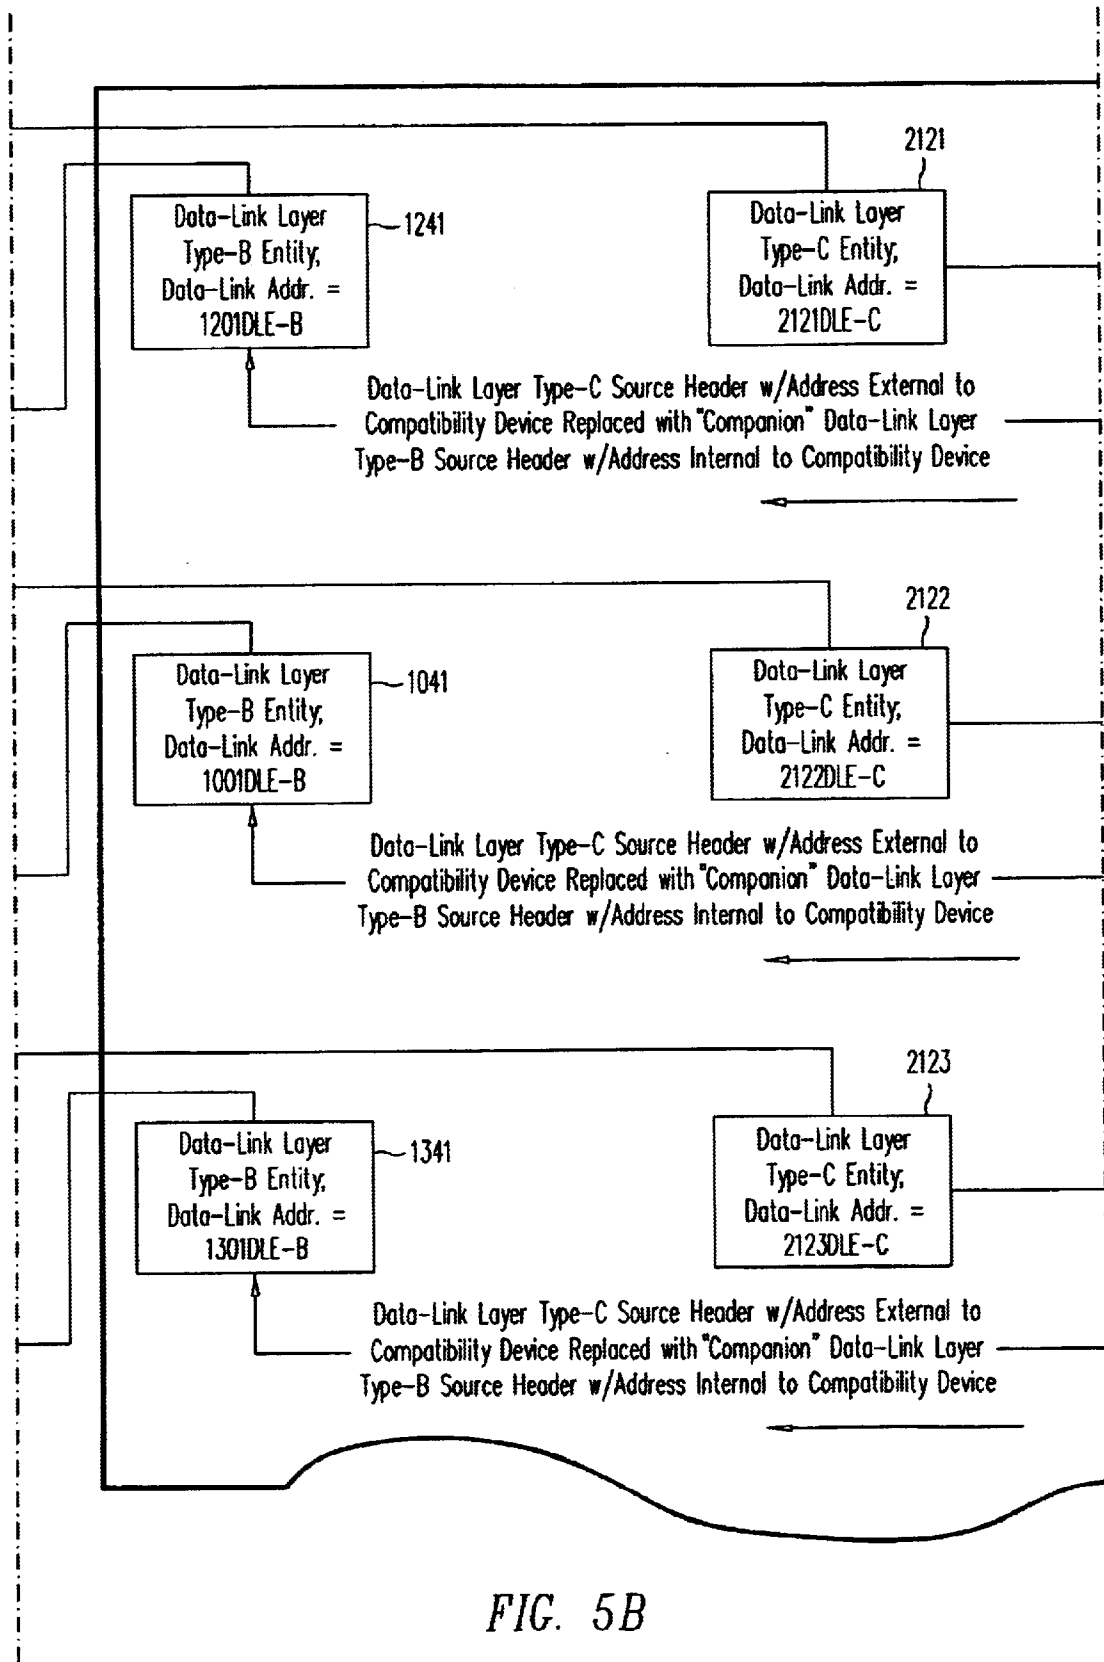 2121
Data-Link Layer
Type-B Entity,
Data-Link Addr. =
1201DLE-B
1241
Data-Link Layer
Type-C Entity,
Data-Link Addr. =
2121DLE-C
Data-Link Layer Type-C Source Header w/Address External to
Compatibility Device Replaced with "Companion" Data-Link Layer
Type-B Source Header w/Address Internal to Compatibility Device
2122
Data-Link Layer
Type-B Entity,
Data-Link Addr. =
1001DLE-B
1041
Data-Link Layer
Type-C Entity,
Data-Link Addr. =
2122DLE-C
Data-Link Layer Type-C Source Header w/Address External to
Compatibility Device Replaced with "Companion" Data-Link Layer
Type-B Source Header w/Address Internal to Compatibility Device
2123
Data-Link Layer
Type-B Entity,
Data-Link Addr. =
1301DLE-B
1341
Data-Link Layer
Type-C Entity,
Data-Link Addr. =
2123DLE-C
Data-Link Layer Type-C Source Header w/Address External to
Compatibility Device Replaced with "Companion" Data-Link Layer
Type-B Source Header w/Address Internal to Compatibility Device
FIG. 5B